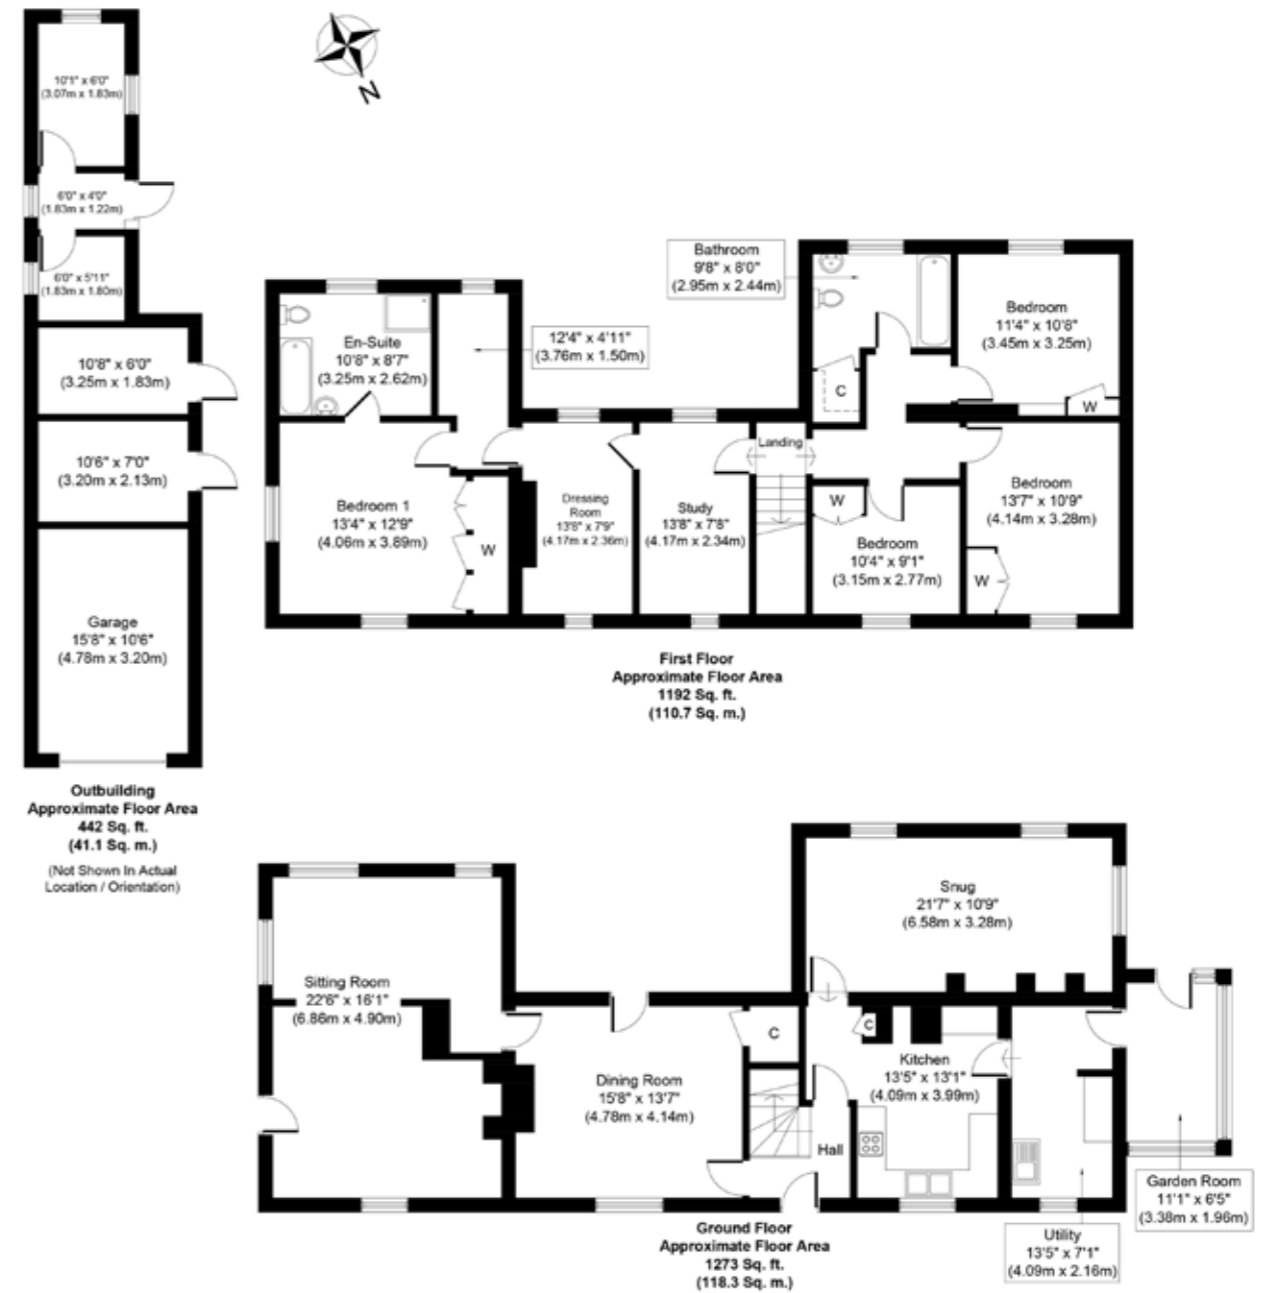 10'1" x 6'0"
(3.07m x 1.83m)
6'0" x 4'0"
(1.83m x 1.22m)
6'0" x 5'11"
(1.83m x 1.80m)
10'8" x 6'0"
(3.25m x 1.83m)
10'6" x 7'0"
(3.20m x 2.13m)
Garage
15'8" x 10'6"
(4.78m x 3.20m)
Outbuilding
Approximate Floor Area
442 Sq. ft.
(41.1 Sq. m.)
(Not Shown In Actual
Location / Orientation)
N
En-Suite
10'8" x 8'7"
(3.25m x 2.62m)
12'4" x 4'11"
(3.76m x 1.50m)
Bathroom
9'8" x 8'0"
(2.95m x 2.44m)
C
Bedroom
11'4" x 10'8"
(3.45m x 3.25m)
W
Bedroom 1
13'4" x 12'9"
(4.06m x 3.89m)
W
Dressing
Room
13'8" x 7'9"
(4.17m x 2.36m)
Study
13'8" x 7'8"
(4.17m x 2.34m)
Landing
W
Bedroom
10'4" x 9'1"
(3.15m x 2.77m)
Bedroom
13'7" x 10'9"
(4.14m x 3.28m)
W
First Floor
Approximate Floor Area
1192 Sq. ft.
(110.7 Sq. m.)
Snug
21'7" x 10'9"
(6.58m x 3.28m)
Sitting Room
22'6" x 16'1"
(6.86m x 4.90m)
Dining Room
15'8" x 13'7"
(4.78m x 4.14m)
C
C
Kitchen
13'5" x 13'1"
(4.09m x 3.99m)
Hall
Garden Room
11'1" x 6'5"
(3.38m x 1.96m)
Utility
13'5" x 7'1"
(4.09m x 2.16m)
Ground Floor
Approximate Floor Area
1273 Sq. ft.
(118.3 Sq. m.)